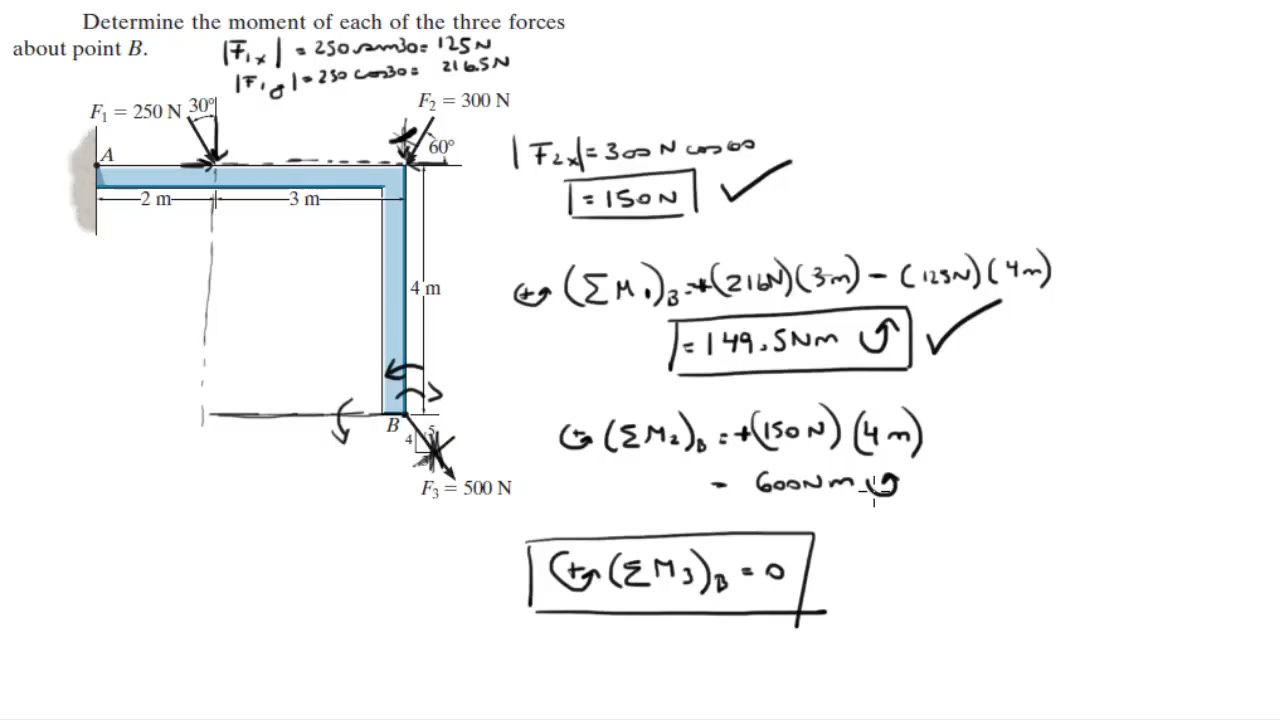 Determine the moment of each of the three forces
about point B.
|F₁ₓ| = 250 sin30 = 125N
|F₁y| = 250 cos30 = 216.5N
F₁ = 250 N 30°
F₂ = 300 N
60°
A
2 m
3 m
|F₂ₓ| = 300N cos60
= 150N ✓
4 m
↺+ (ΣM₁)B = +(216N)(3m) − (125N)(4m)
= 149.5Nm ↺ ✓
B
4 5
F₃ = 500 N
↺+ (ΣM₂)B = +(150N)(4m)
= 600Nm ↺
↺+ (ΣM₃)B = 0